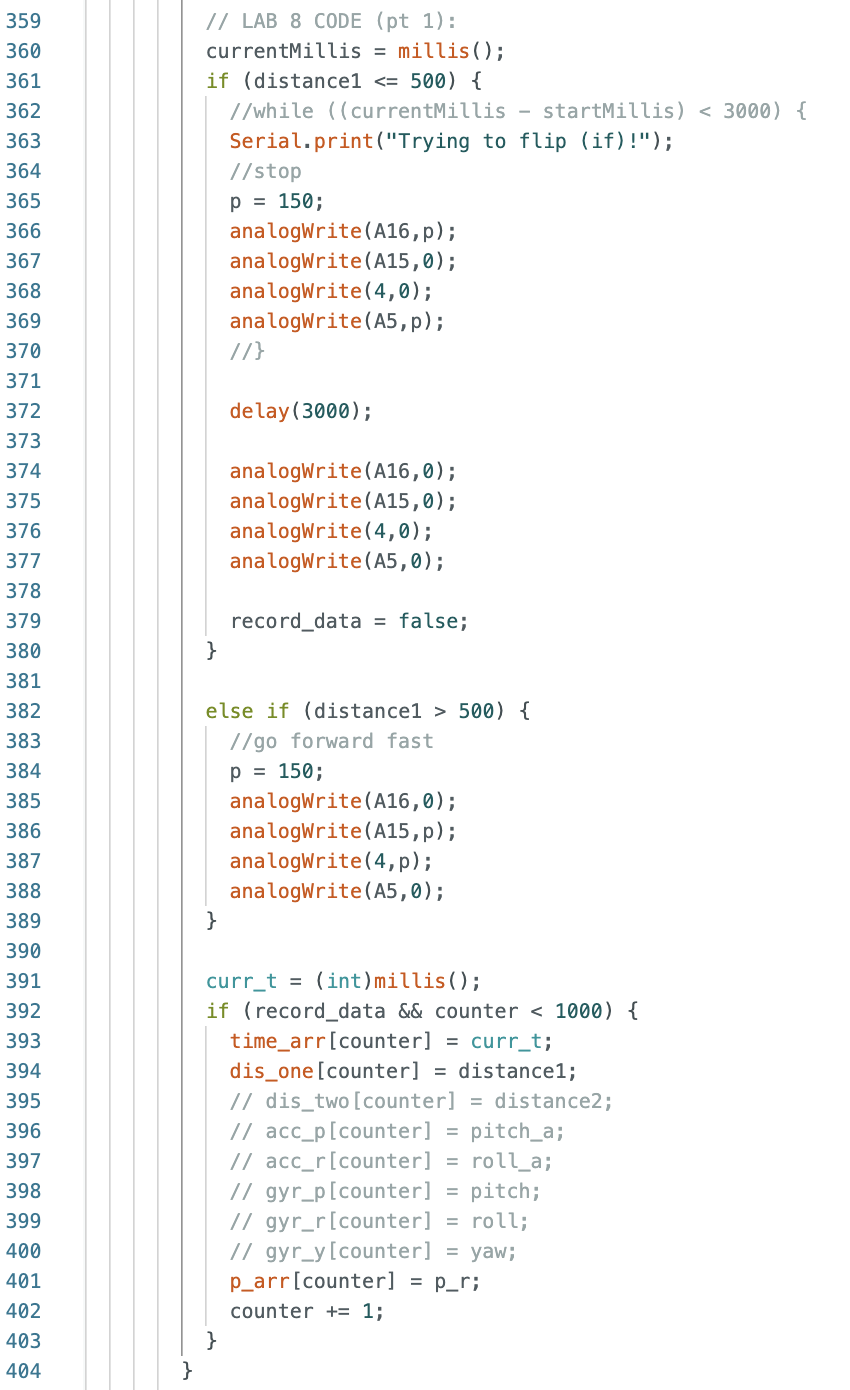 359 // LAB 8 CODE (pt 1):
360 currentMillis = millis();
361 if (distance1 <= 500) {
362 //while ((currentMillis - startMillis) < 3000) {
363 Serial.print("Trying to flip (if)!");
364 //stop
365 p = 150;
366 analogWrite(A16,p);
367 analogWrite(A15,0);
368 analogWrite(4,0);
369 analogWrite(A5,p);
370 //}
371
372 delay(3000);
373
374 analogWrite(A16,0);
375 analogWrite(A15,0);
376 analogWrite(4,0);
377 analogWrite(A5,0);
378
379 record_data = false;
380 }
381
382 else if (distance1 > 500) {
383 //go forward fast
384 p = 150;
385 analogWrite(A16,0);
386 analogWrite(A15,p);
387 analogWrite(4,p);
388 analogWrite(A5,0);
389 }
390
391 curr_t = (int)millis();
392 if (record_data && counter < 1000) {
393 time_arr[counter] = curr_t;
394 dis_one[counter] = distance1;
395 // dis_two[counter] = distance2;
396 // acc_p[counter] = pitch_a;
397 // acc_r[counter] = roll_a;
398 // gyr_p[counter] = pitch;
399 // gyr_r[counter] = roll;
400 // gyr_y[counter] = yaw;
401 p_arr[counter] = p_r;
402 counter += 1;
403 }
404 }